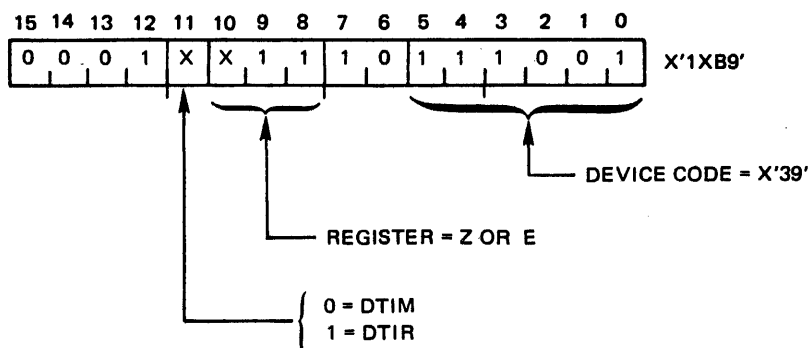 15 14 13 12 11 10 9 8 7 6 5 4 3 2 1 0
0 0 0 1 X X 1 1 1 0 1 1 1 0 0 1 X'1XB9'
DEVICE CODE = X'39'
REGISTER = Z OR E
0 = DTIM
1 = DTIR